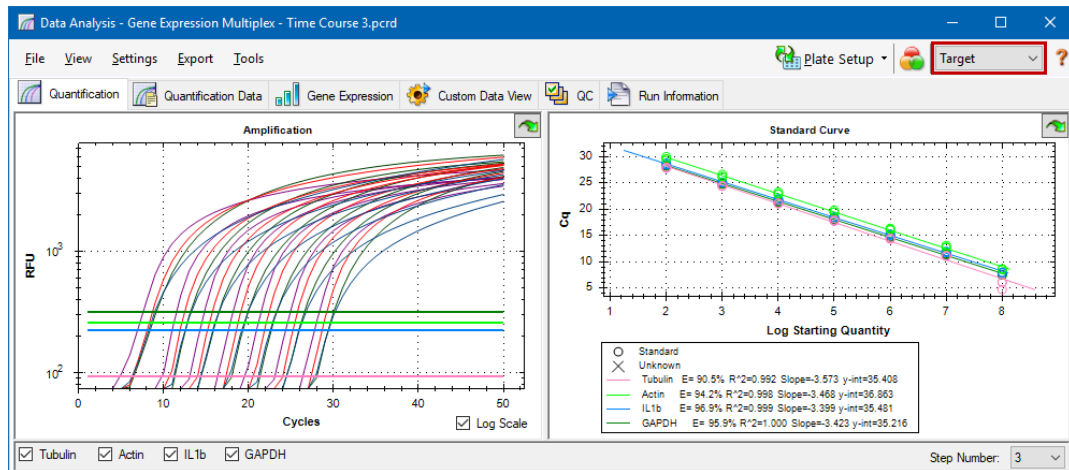 Data Analysis - Gene Expression Multiplex - Time Course 3.pcrd
File View Settings Export Tools Plate Setup Target ?
Quantification Quantification Data Gene Expression Custom Data View QC Run Information
Amplification
10^3
10^2
RFU
0 10 20 30 40 50
Cycles
Log Scale
Standard Curve
30
25
20
15
10
5
Cq
1 2 3 4 5 6 7 8
Log Starting Quantity
Standard
Unknown
Tubulin E= 90.5% R^2=0.992 Slope=-3.573 y-int=35.408
Actin E= 94.2% R^2=0.998 Slope=-3.468 y-int=36.863
IL1b E= 96.9% R^2=0.999 Slope=-3.399 y-int=35.481
GAPDH E= 95.9% R^2=1.000 Slope=-3.423 y-int=35.216
Tubulin Actin IL1b GAPDH Step Number: 3